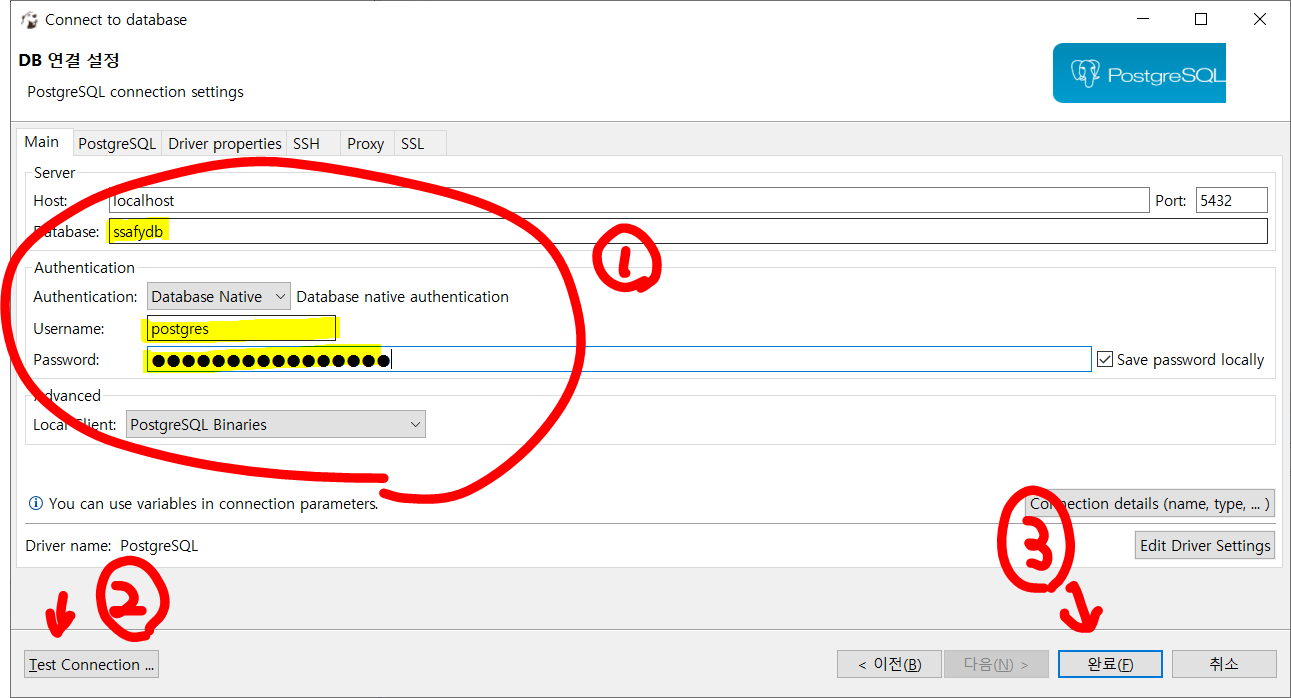 Connect to database
DB 연결 설정
PostgreSQL connection settings
PostgreSQL
Main PostgreSQL Driver properties SSH Proxy SSL
Server
Host: localhost Port: 5432
Database: ssafydb
1
Authentication
Authentication: Database Native Database native authentication
Username: postgres
Password: ●●●●●●●●●●●●●●●● Save password locally
Advanced
Local Client: PostgreSQL Binaries
You can use variables in connection parameters.
Connection details (name, type, ... )
3
Driver name: PostgreSQL
Edit Driver Settings
2
Test Connection ... < 이전(B) 다음(N) > 완료(F) 취소